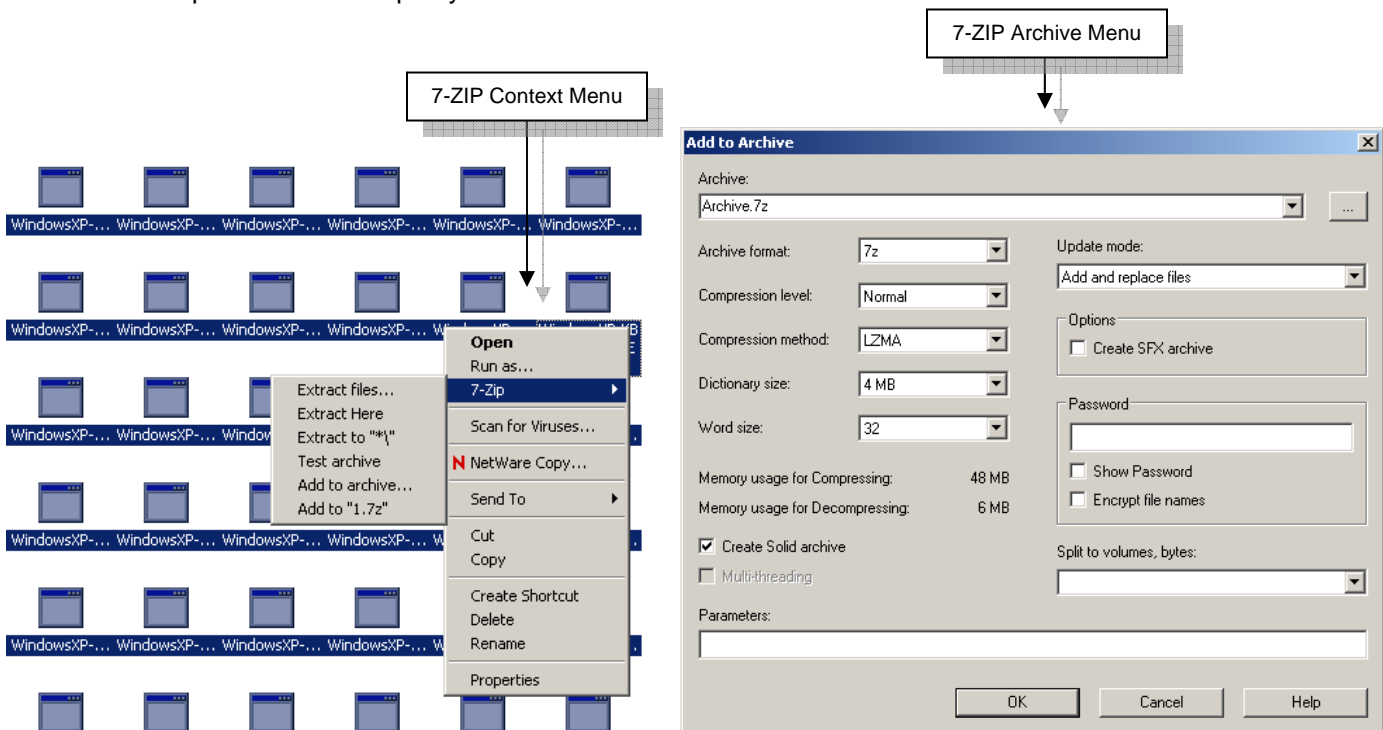 7-ZIP Archive Menu
7-ZIP Context Menu
WindowsXP-... WindowsXP-... WindowsXP-... WindowsXP-... WindowsXP-... WindowsXP-...
WindowsXP-... WindowsXP-... WindowsXP-... WindowsXP-...
WindowsXP-... WindowsXP-...
WindowsXP-... WindowsXP-... WindowsXP-... WindowsXP-...
WindowsXP-... WindowsXP-... WindowsXP-... WindowsXP-...
Open
Run as...
7-Zip
Scan for Viruses...
NetWare Copy...
Send To
Cut
Copy
Create Shortcut
Delete
Rename
Properties
Extract files...
Extract Here
Extract to "*\"
Test archive
Add to archive...
Add to "1.7z"
Add to Archive
Archive:
Archive.7z
...
Archive format: 7z
Compression level: Normal
Compression method: LZMA
Dictionary size: 4 MB
Word size: 32
Memory usage for Compressing: 48 MB
Memory usage for Decompressing: 6 MB
Create Solid archive
Multi-threading
Parameters:
Update mode:
Add and replace files
Options
Create SFX archive
Password
Show Password
Encrypt file names
Split to volumes, bytes:
OK
Cancel
Help